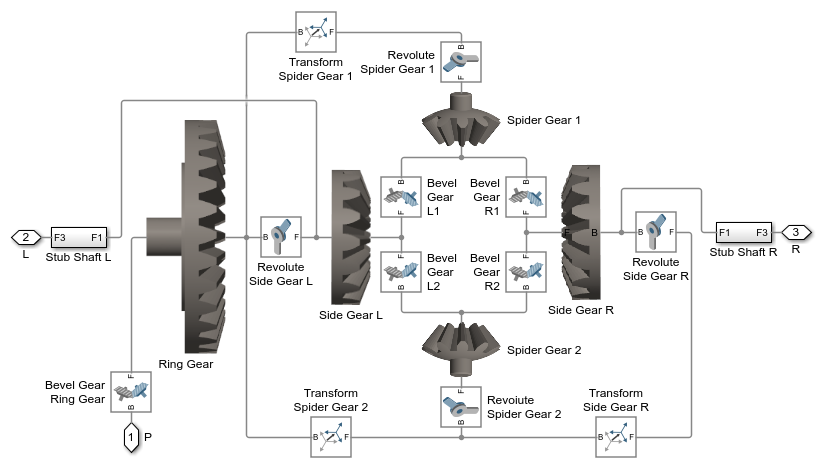 B F
Transform
Spider Gear 1
Revolute
Spider Gear 1
B
F
Spider Gear 1
B
Bevel
Gear
L1
F
Bevel
Gear
R1
B
F
2
L
F3 F1
Stub Shaft L
B F
Revolute
Side Gear L
F B
B F
Revolute
Side Gear R
F1 F3
Stub Shaft R
3
R
F
Bevel
Gear
L2
B
Bevel
Gear
R2
F
B
Side Gear L
Side Gear R
Ring Gear
Spider Gear 2
Bevel Gear
Ring Gear
F
B
1
P
Transform
Spider Gear 2
B F
F
B
Revoiute
Spider Gear 2
Transform
Side Gear R
B F